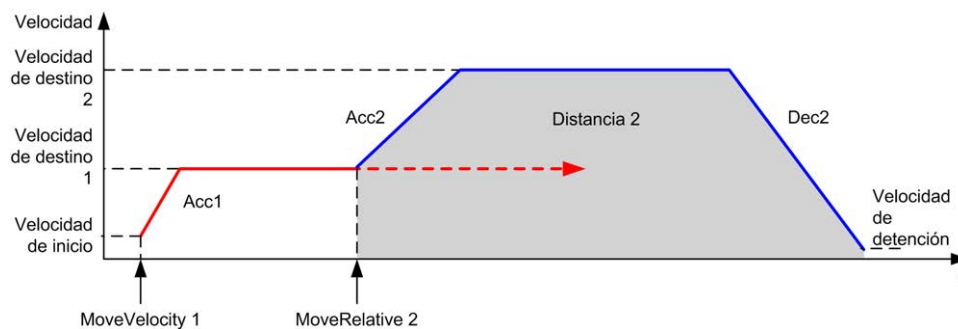 Velocidad
Velocidad
de destino
2
Acc2
Distancia 2
Dec2
Velocidad
de destino
1
Acc1
Velocidad
de inicio
Velocidad
de
detención
MoveVelocity 1
MoveRelative 2